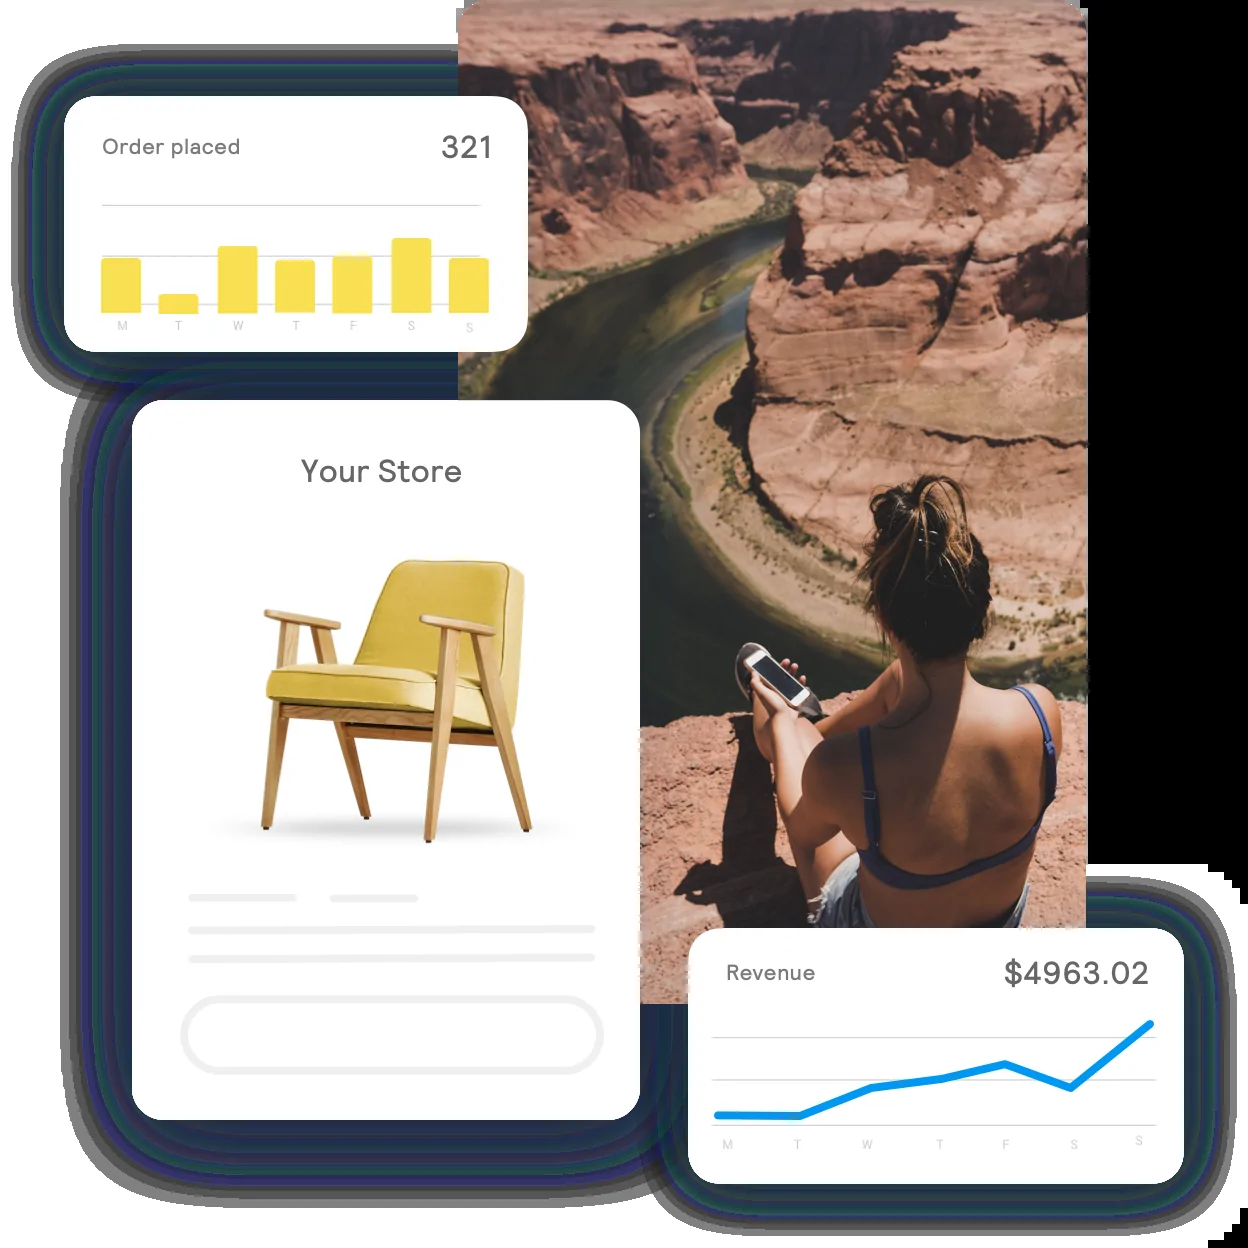 Order placed 321
M T W T F S S
Your Store
Revenue $4963.02
M T W T F S S